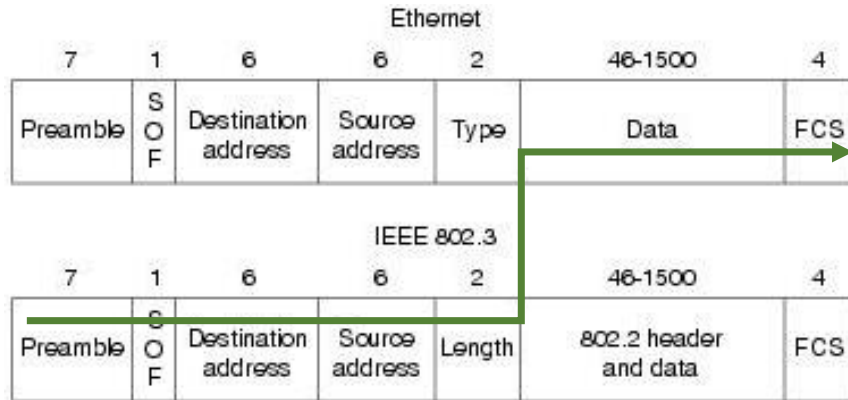 Ethernet
7 1 6 6 2 46-1500 4
Preamble S O F Destination address Source address Type Data FCS
IEEE 802.3
7 1 6 6 2 46-1500 4
Preamble S O F Destination address Source address Length 802.2 header and data FCS